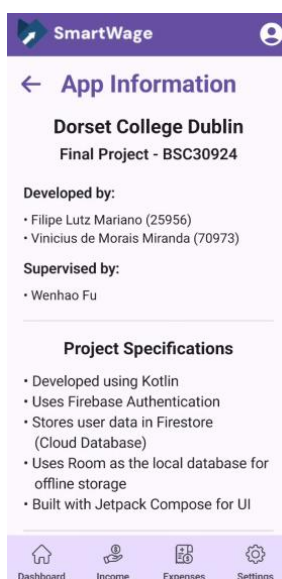 SmartWage
← App Information
Dorset College Dublin
Final Project - BSC30924
Developed by:
• Filipe Lutz Mariano (25956)
• Vinicius de Morais Miranda (70973)
Supervised by:
• Wenhao Fu
Project Specifications
• Developed using Kotlin
• Uses Firebase Authentication
• Stores user data in Firestore
(Cloud Database)
• Uses Room as the local database for
offline storage
• Built with Jetpack Compose for UI
Dashboard Income Expenses Settings